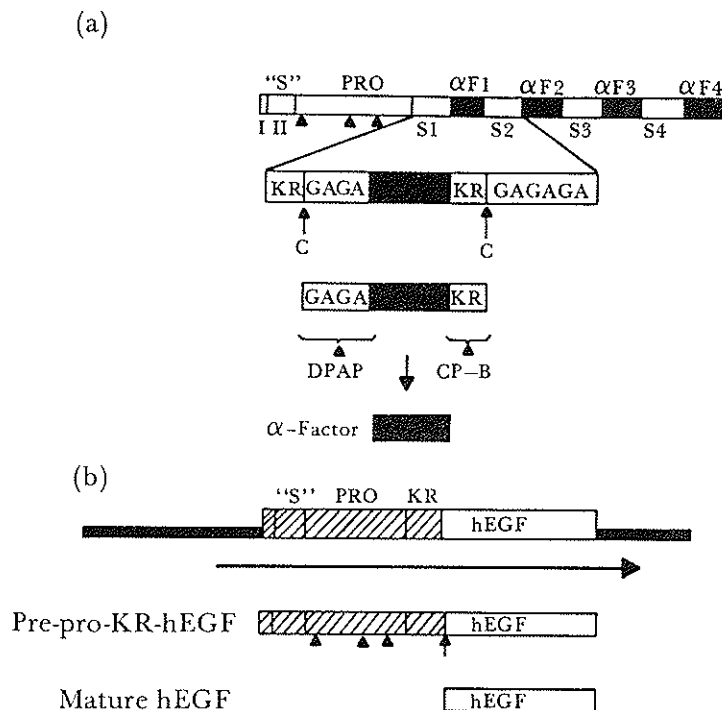 (a)
"S" PRO αF1 αF2 αF3 αF4
I II S1 S2 S3 S4
KR GAGA KR GAGAGA
C C
GAGA KR
DPAP CP-B
α-Factor
(b)
"S" PRO KR
hEGF
Pre-pro-KR-hEGF hEGF
Mature hEGF hEGF